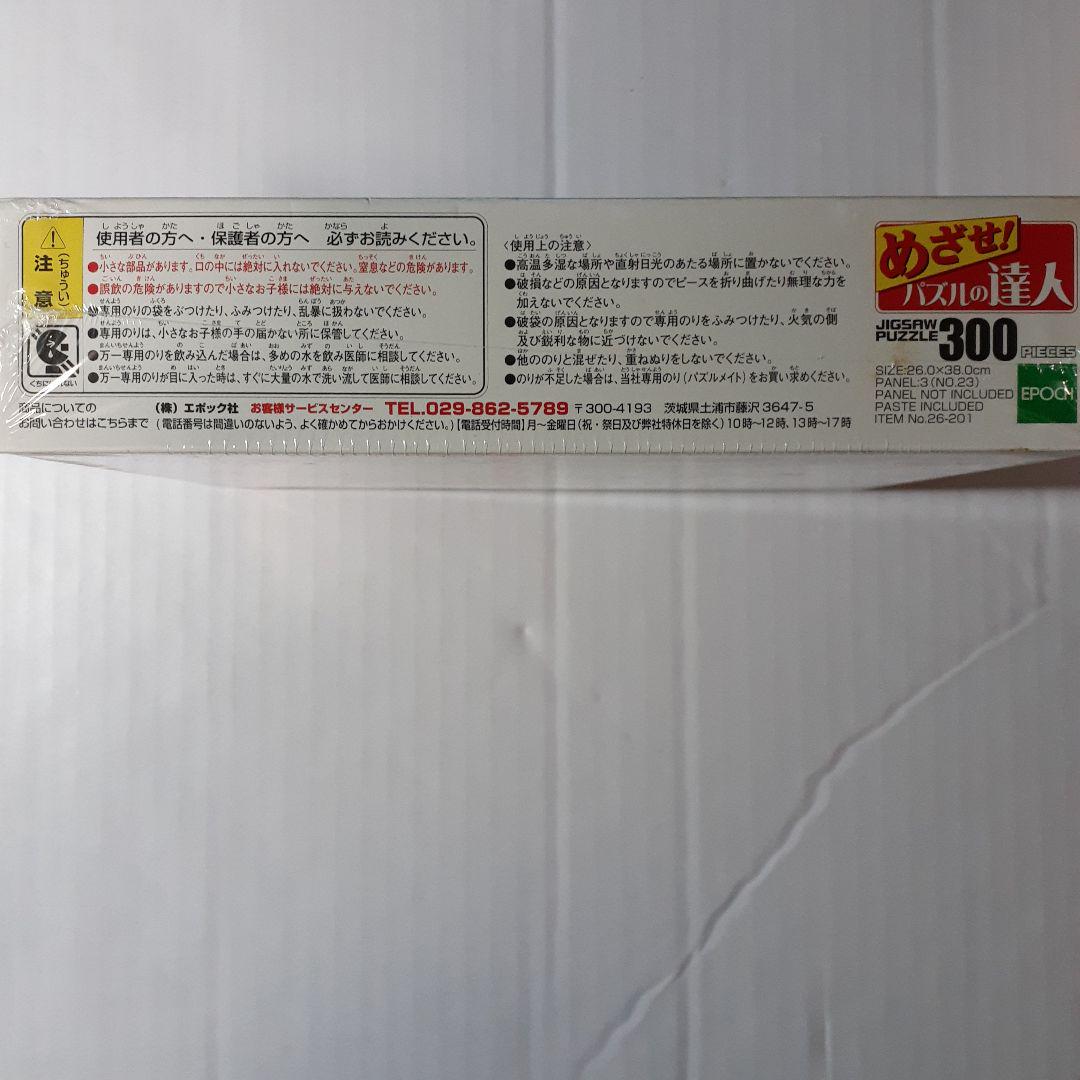 注意
(ちゅうい)
くちにいれない
使用者の方へ・保護者の方へ 必ずお読みください。
●小さな部品があります。口の中には絶対に入れないでください。窒息などの危険があります。
●誤飲の危険がありますので小さなお子様には絶対に与えないでください。
●専用のりの袋をぶつけたり、ふみつけたり、乱暴に扱わないでください。
●専用のりは、小さなお子様の手の届かない所に保管してください。
●万一専用のりを飲み込んだ場合は、多めの水を飲み医師に相談してください。
●万一専用のりが目に入った時は、すぐに大量の水で洗い流して医師に相談してください。
〈使用上の注意〉
●高温多湿な場所や直射日光のあたる場所に置かないでください。
●破損などの原因となりますのでピースを折り曲げたり無理な力を
加えないでください。
●破袋の原因となりますので専用のりをふみつけたり、火気の側
及び鋭利な物に近づけないでください。
●他ののりと混ぜたり、重ねぬりをしないでください。
●のりが不足した場合は、当社専用のり(パズルメイト)をお買い求めください。
商品についての
お問い合わせはこちらまで
(株)エポック社 お客様サービスセンター TEL.029-862-5789 〒300-4193 茨城県土浦市藤沢3647-5
(電話番号は間違いのないよう、よく確かめてからおかけください。)【電話受付時間】月〜金曜日(祝・祭日及び弊社特休日を除く)10時〜12時、13時〜17時
めざせ!
パズルの達人
JIGSAW PUZZLE 300 PIECES
SIZE:26.0×38.0cm
PANEL:3(NO.23)
PANEL NOT INCLUDED
PASTE INCLUDED
ITEM No.26-201
EPOCH